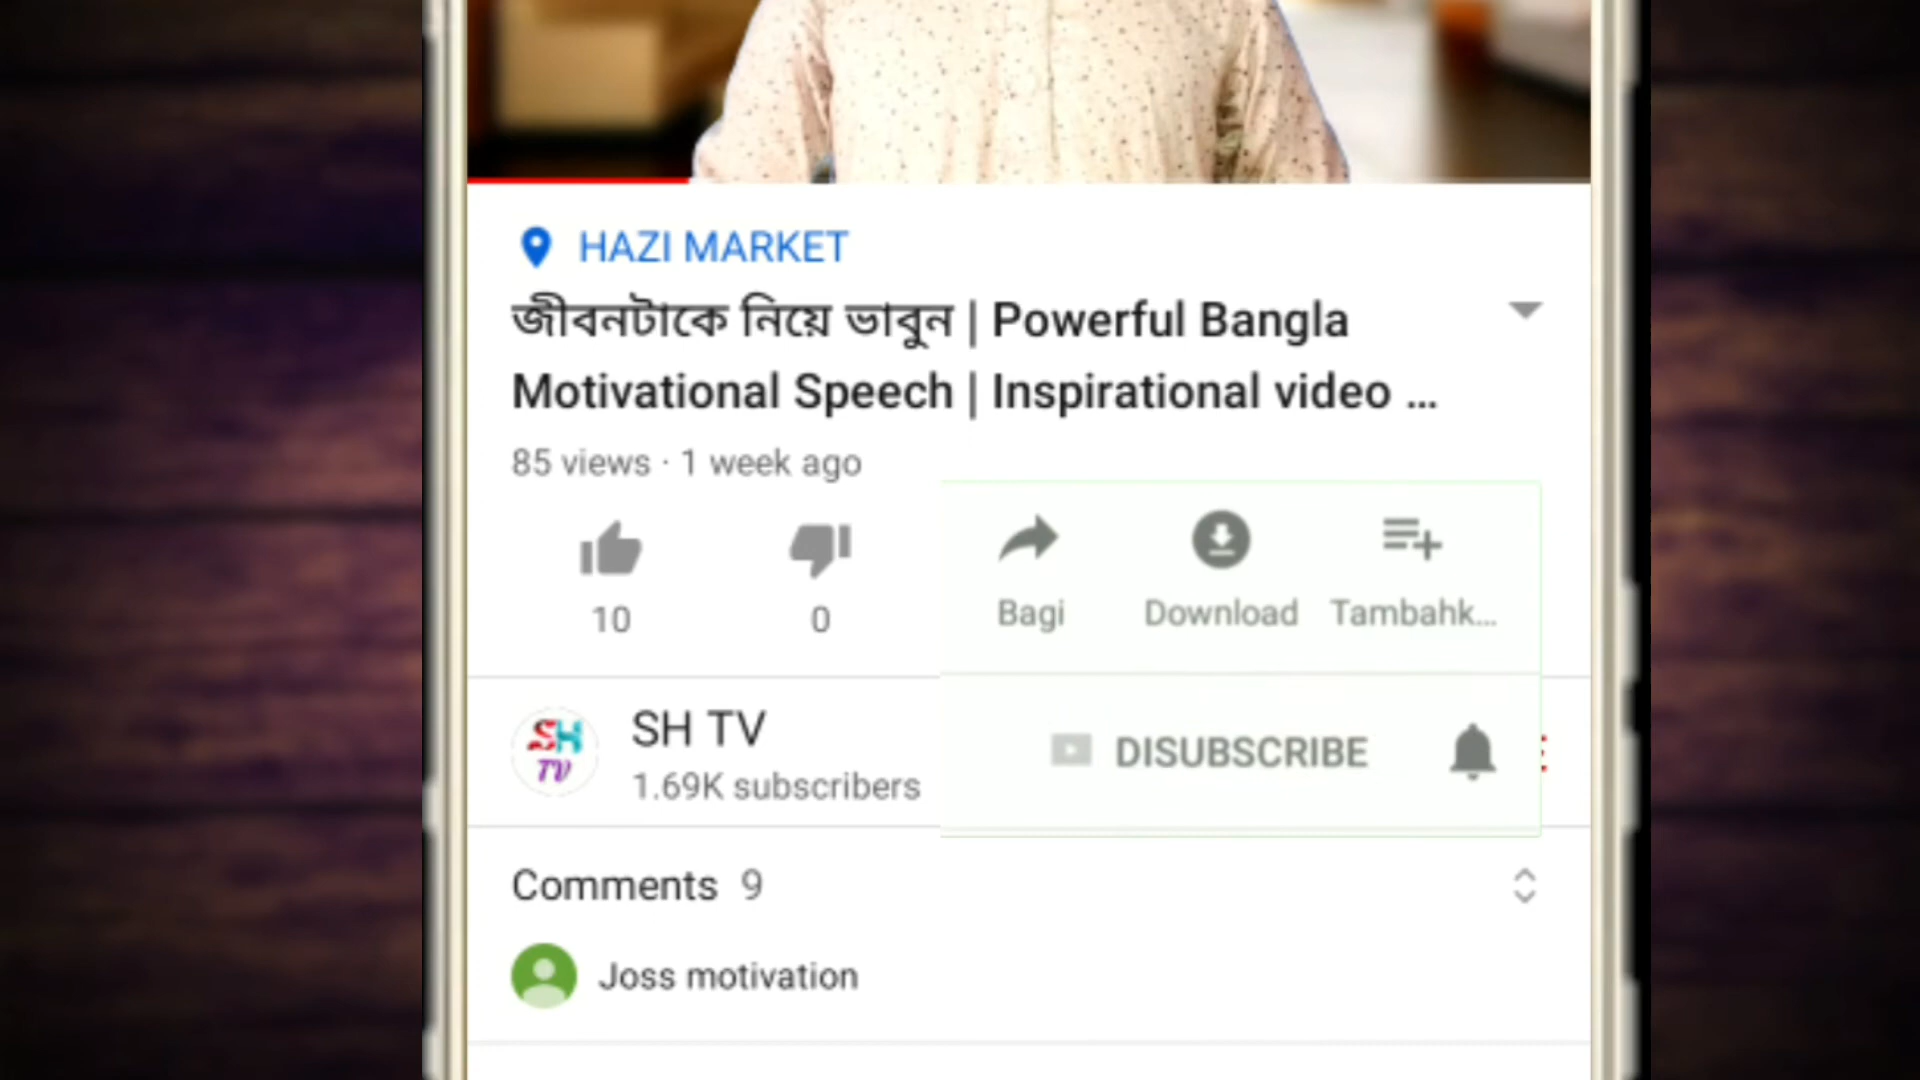 HAZI MARKET
জীবনটাকে নিয়ে ভাবুন | Powerful Bangla
Motivational Speech | Inspirational video ...
85 views · 1 week ago
10
0
Bagi
Download
Tambahk...
SH TV
SH TV
1.69K subscribers
DISUBSCRIBE
E
Comments 9
Joss motivation